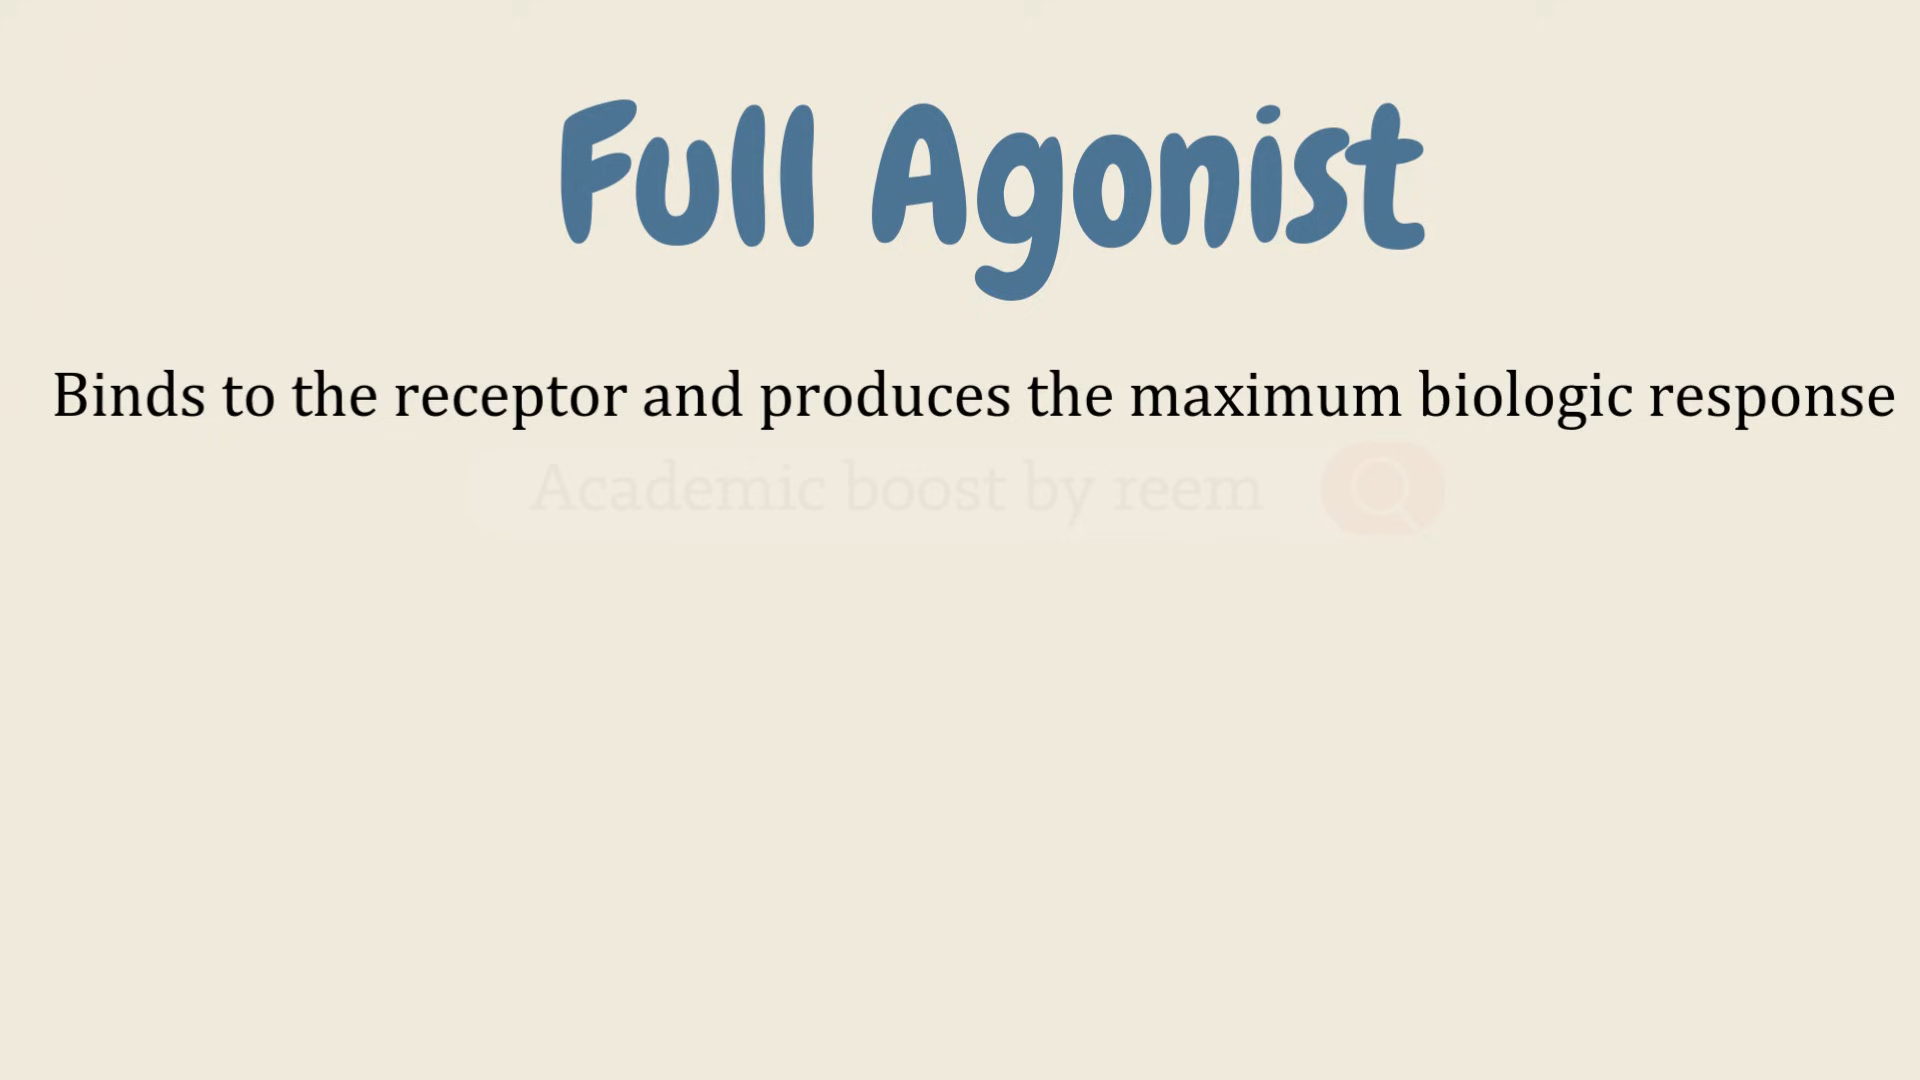 Full Agonist
Binds to the receptor and produces the maximum biologic response
Academic boost by reem